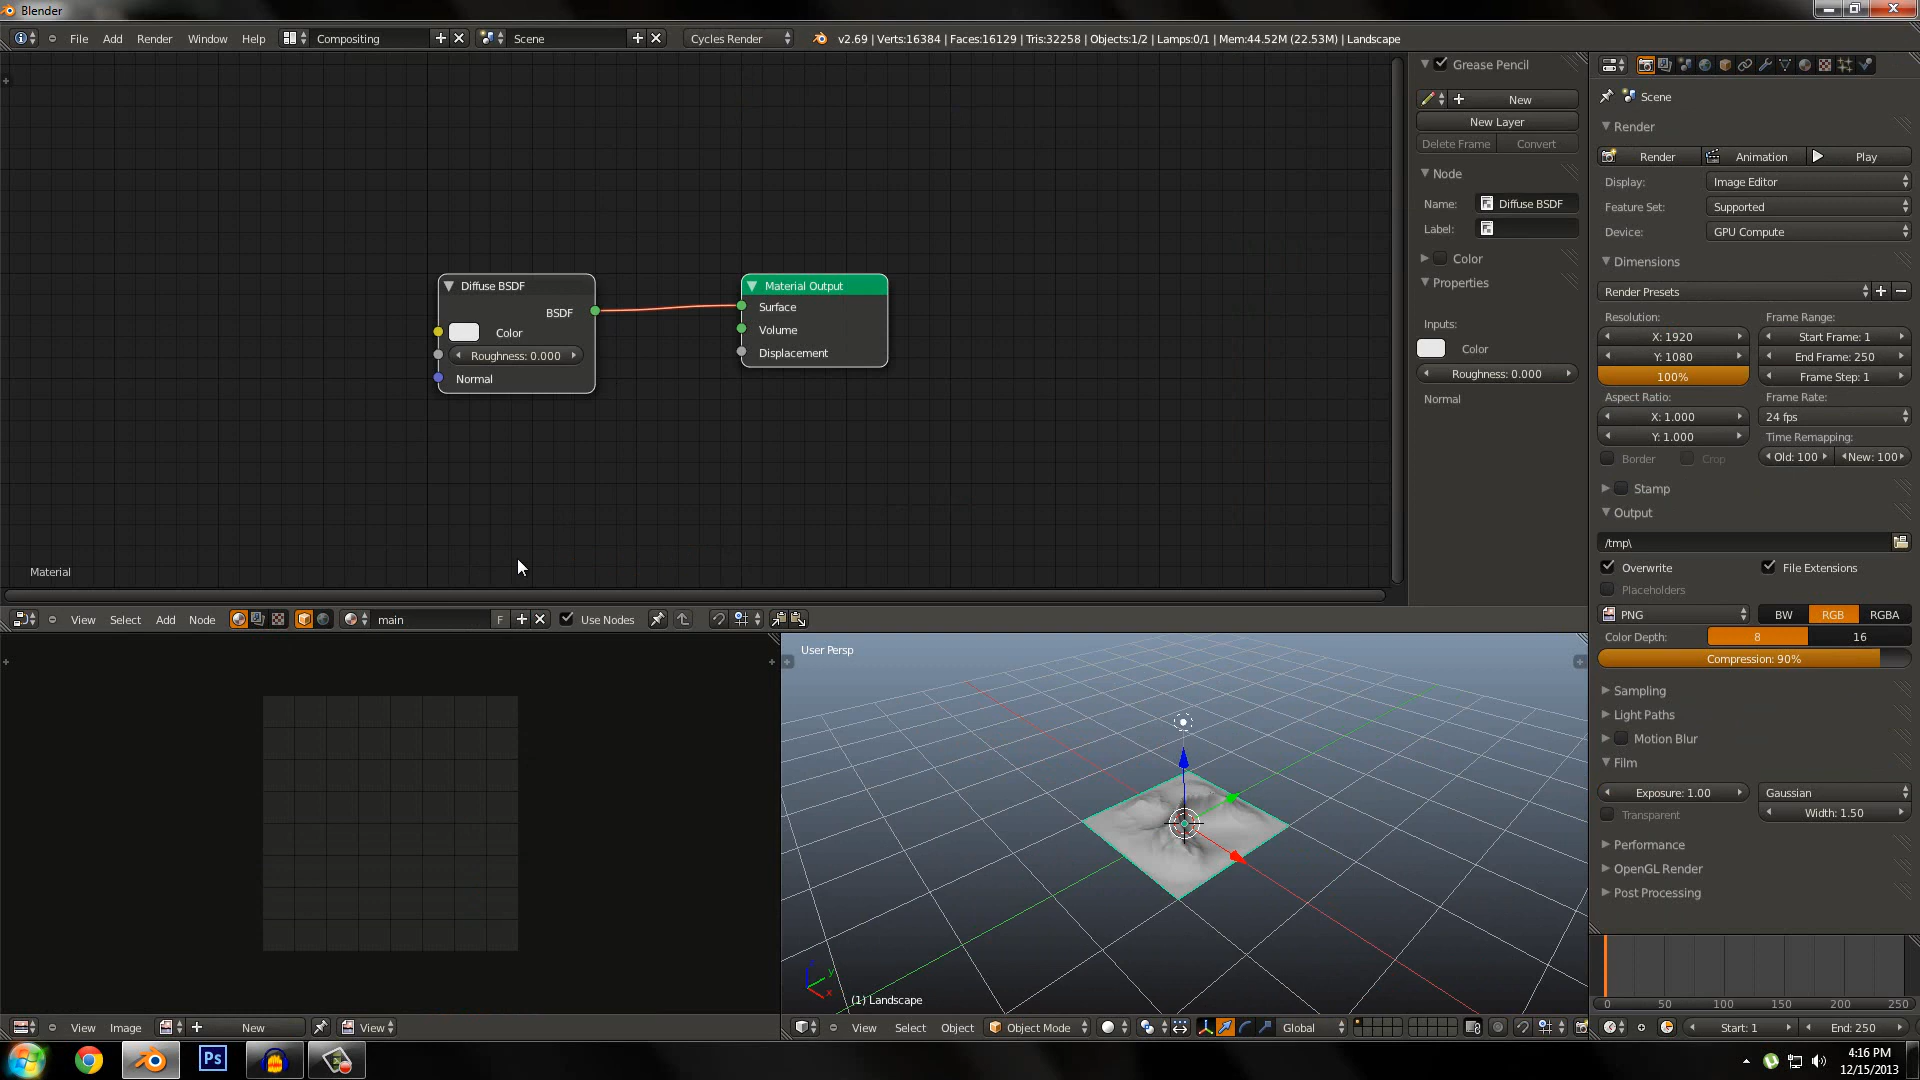 Blender
File Add Render Window Help Compositing Scene Cycles Render v2.69 | Verts:16384 | Faces:16129 | Tris:32258 | Objects:1/2 | Lamps:0/1 | Mem:44.52M (22.53M) | Landscape
Diffuse BSDF
BSDF
Color
Roughness: 0.000
Normal
Material Output
Surface
Volume
Displacement
Material
Grease Pencil
New
New Layer
Delete Frame Convert
Node
Name: Diffuse BSDF
Label:
Color
Properties
Inputs:
Color
Roughness: 0.000
Normal
Scene
Render
Render Animation Play
Display: Image Editor
Feature Set: Supported
Device: GPU Compute
Dimensions
Render Presets
Resolution: Frame Range:
X: 1920 Start Frame: 1
Y: 1080 End Frame: 250
100% Frame Step: 1
Aspect Ratio: Frame Rate:
X: 1.000 24 fps
Y: 1.000 Time Remapping:
Border Crop Old: 100 New: 100
Stamp
Output
/tmp\
Overwrite File Extensions
Placeholders
PNG BW RGB RGBA
Color Depth: 8 16
Compression: 90%
Sampling
Light Paths
Motion Blur
Film
Exposure: 1.00 Gaussian
Transparent Width: 1.50
Performance
OpenGL Render
Post Processing
View Select Add Node main F Use Nodes
User Persp
z y x
(1) Landscape
View Image New View
View Select Object Object Mode Global
0 50 100 150 200 250
Start: 1 End: 250
Ps
4:16 PM
12/15/2013